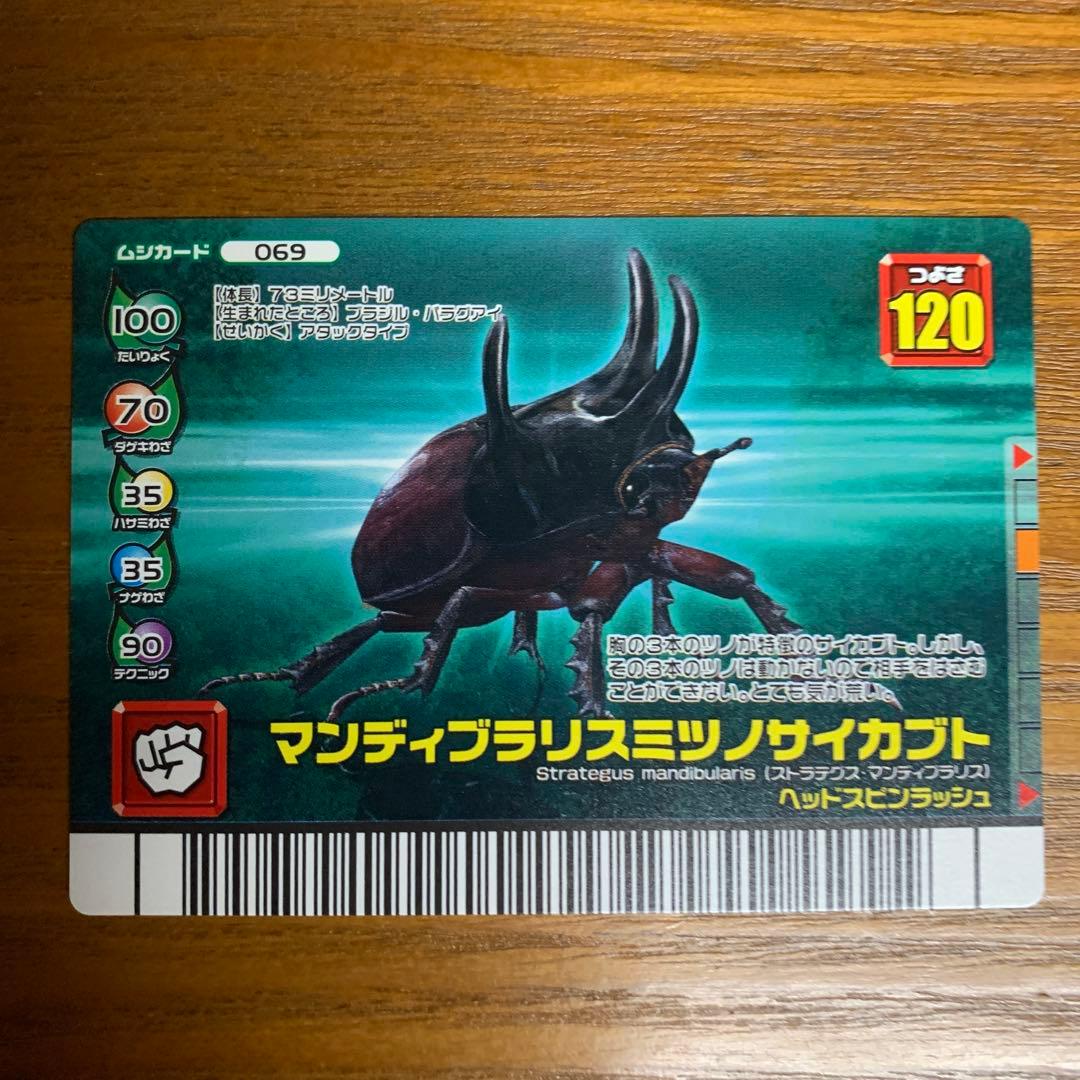 ムシカード 069
【体長】73ミリメートル
【生まれたところ】ブラジル・パラグアイ
【せいかく】アタックタイプ
つよさ
120
100
たいりょく
70
ダゲキわざ
35
ハサミわざ
35
ナゲわざ
90
テクニック
胸の3本のツノが特徴のサイカブト。しかし、
その3本のツノは動かないので相手をはさむ
ことができない。とても気が荒い。
マンディブラリスミツノサイカブト
Strategus mandibularis (ストラテクス・マンディブラリス)
ヘッドスピンラッシュ